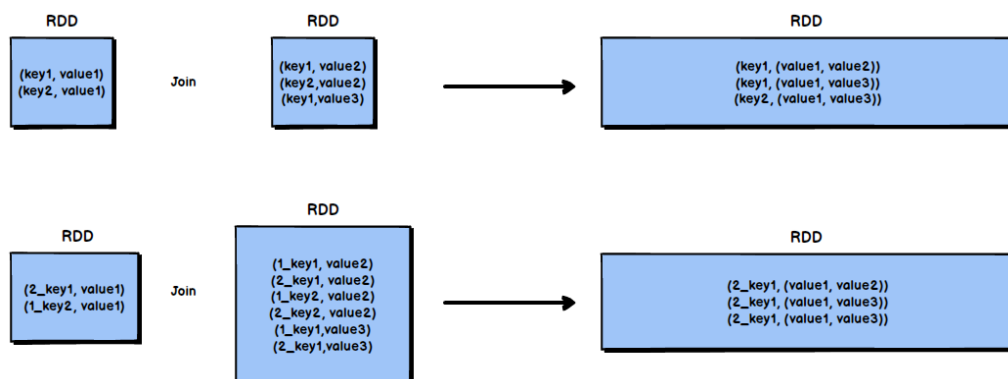 RDD
(key1, value1)
(key2, value1)
Join
RDD
(key1, value2)
(key2,value2)
(key1,value3)
RDD
(key1, (value1, value2))
(key1, (value1, value3))
(key2, (value1, value3))
RDD
(2_key1, value1)
(1_key2, value1)
Join
RDD
(1_key1, value2)
(2_key1, value2)
(1_key2, value2)
(2_key2, value2)
(1_key1,value3)
(2_key1,value3)
RDD
(2_key1, (value1, value2))
(2_key1, (value1, value3))
(2_key1, (value1, value3))